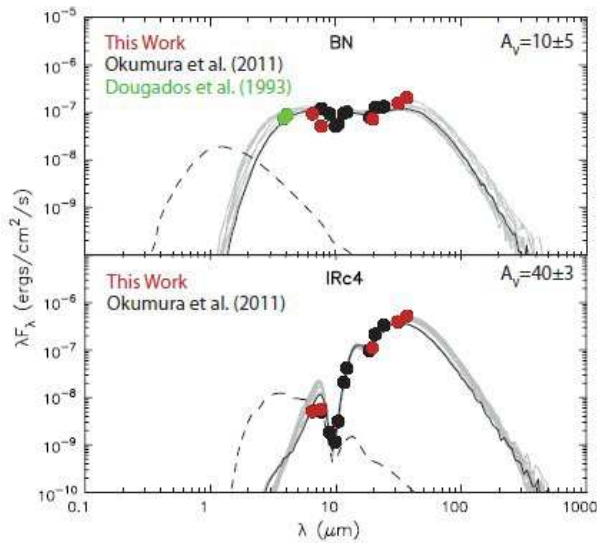 10⁻⁵
This Work
BN
A_V=10±5
Okumura et al. (2011)
10⁻⁶
Dougados et al. (1993)
10⁻⁷
10⁻⁸
10⁻⁹
This Work
IRc4
A_V=40±3
10⁻⁶
Okumura et al. (2011)
10⁻⁷
10⁻⁸
10⁻⁹
10⁻¹⁰
λF_λ (ergs/cm²/s)
0.1 1 10 100 1000
λ (μm)